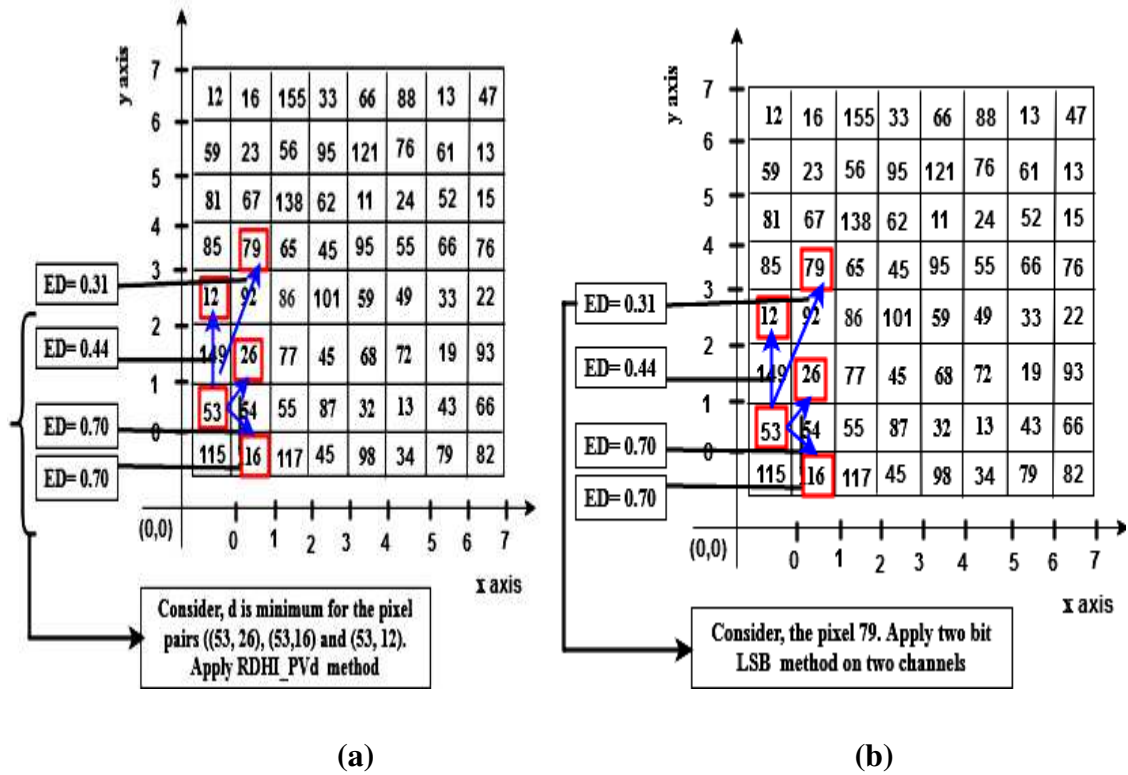 y axis
7
12 16 155 33 66 88 13 47
6
59 23 56 95 121 76 61 13
5
81 67 138 62 11 24 52 15
4
85 79 65 45 95 55 66 76
3
ED= 0.31
12 92 86 101 59 49 33 22
2
ED= 0.44
149 26 77 45 68 72 19 93
1
53 54 55 87 32 13 43 66
ED= 0.70
0
115 16 117 45 98 34 79 82
ED= 0.70
(0,0) 0 1 2 3 4 5 6 7
x axis
Consider, d is minimum for the pixel
pairs ((53, 26), (53,16) and (53, 12).
Apply RDHI_PVd method
(a)
y axis
7
12 16 155 33 66 88 13 47
6
59 23 56 95 121 76 61 13
5
81 67 138 62 11 24 52 15
4
85 79 65 45 95 55 66 76
3
ED= 0.31
12 92 86 101 59 49 33 22
2
ED= 0.44
149 26 77 45 68 72 19 93
1
53 54 55 87 32 13 43 66
ED= 0.70
0
115 16 117 45 98 34 79 82
ED= 0.70
(0,0) 0 1 2 3 4 5 6 7
x axis
Consider, the pixel 79. Apply two bit
LSB method on two channels
(b)